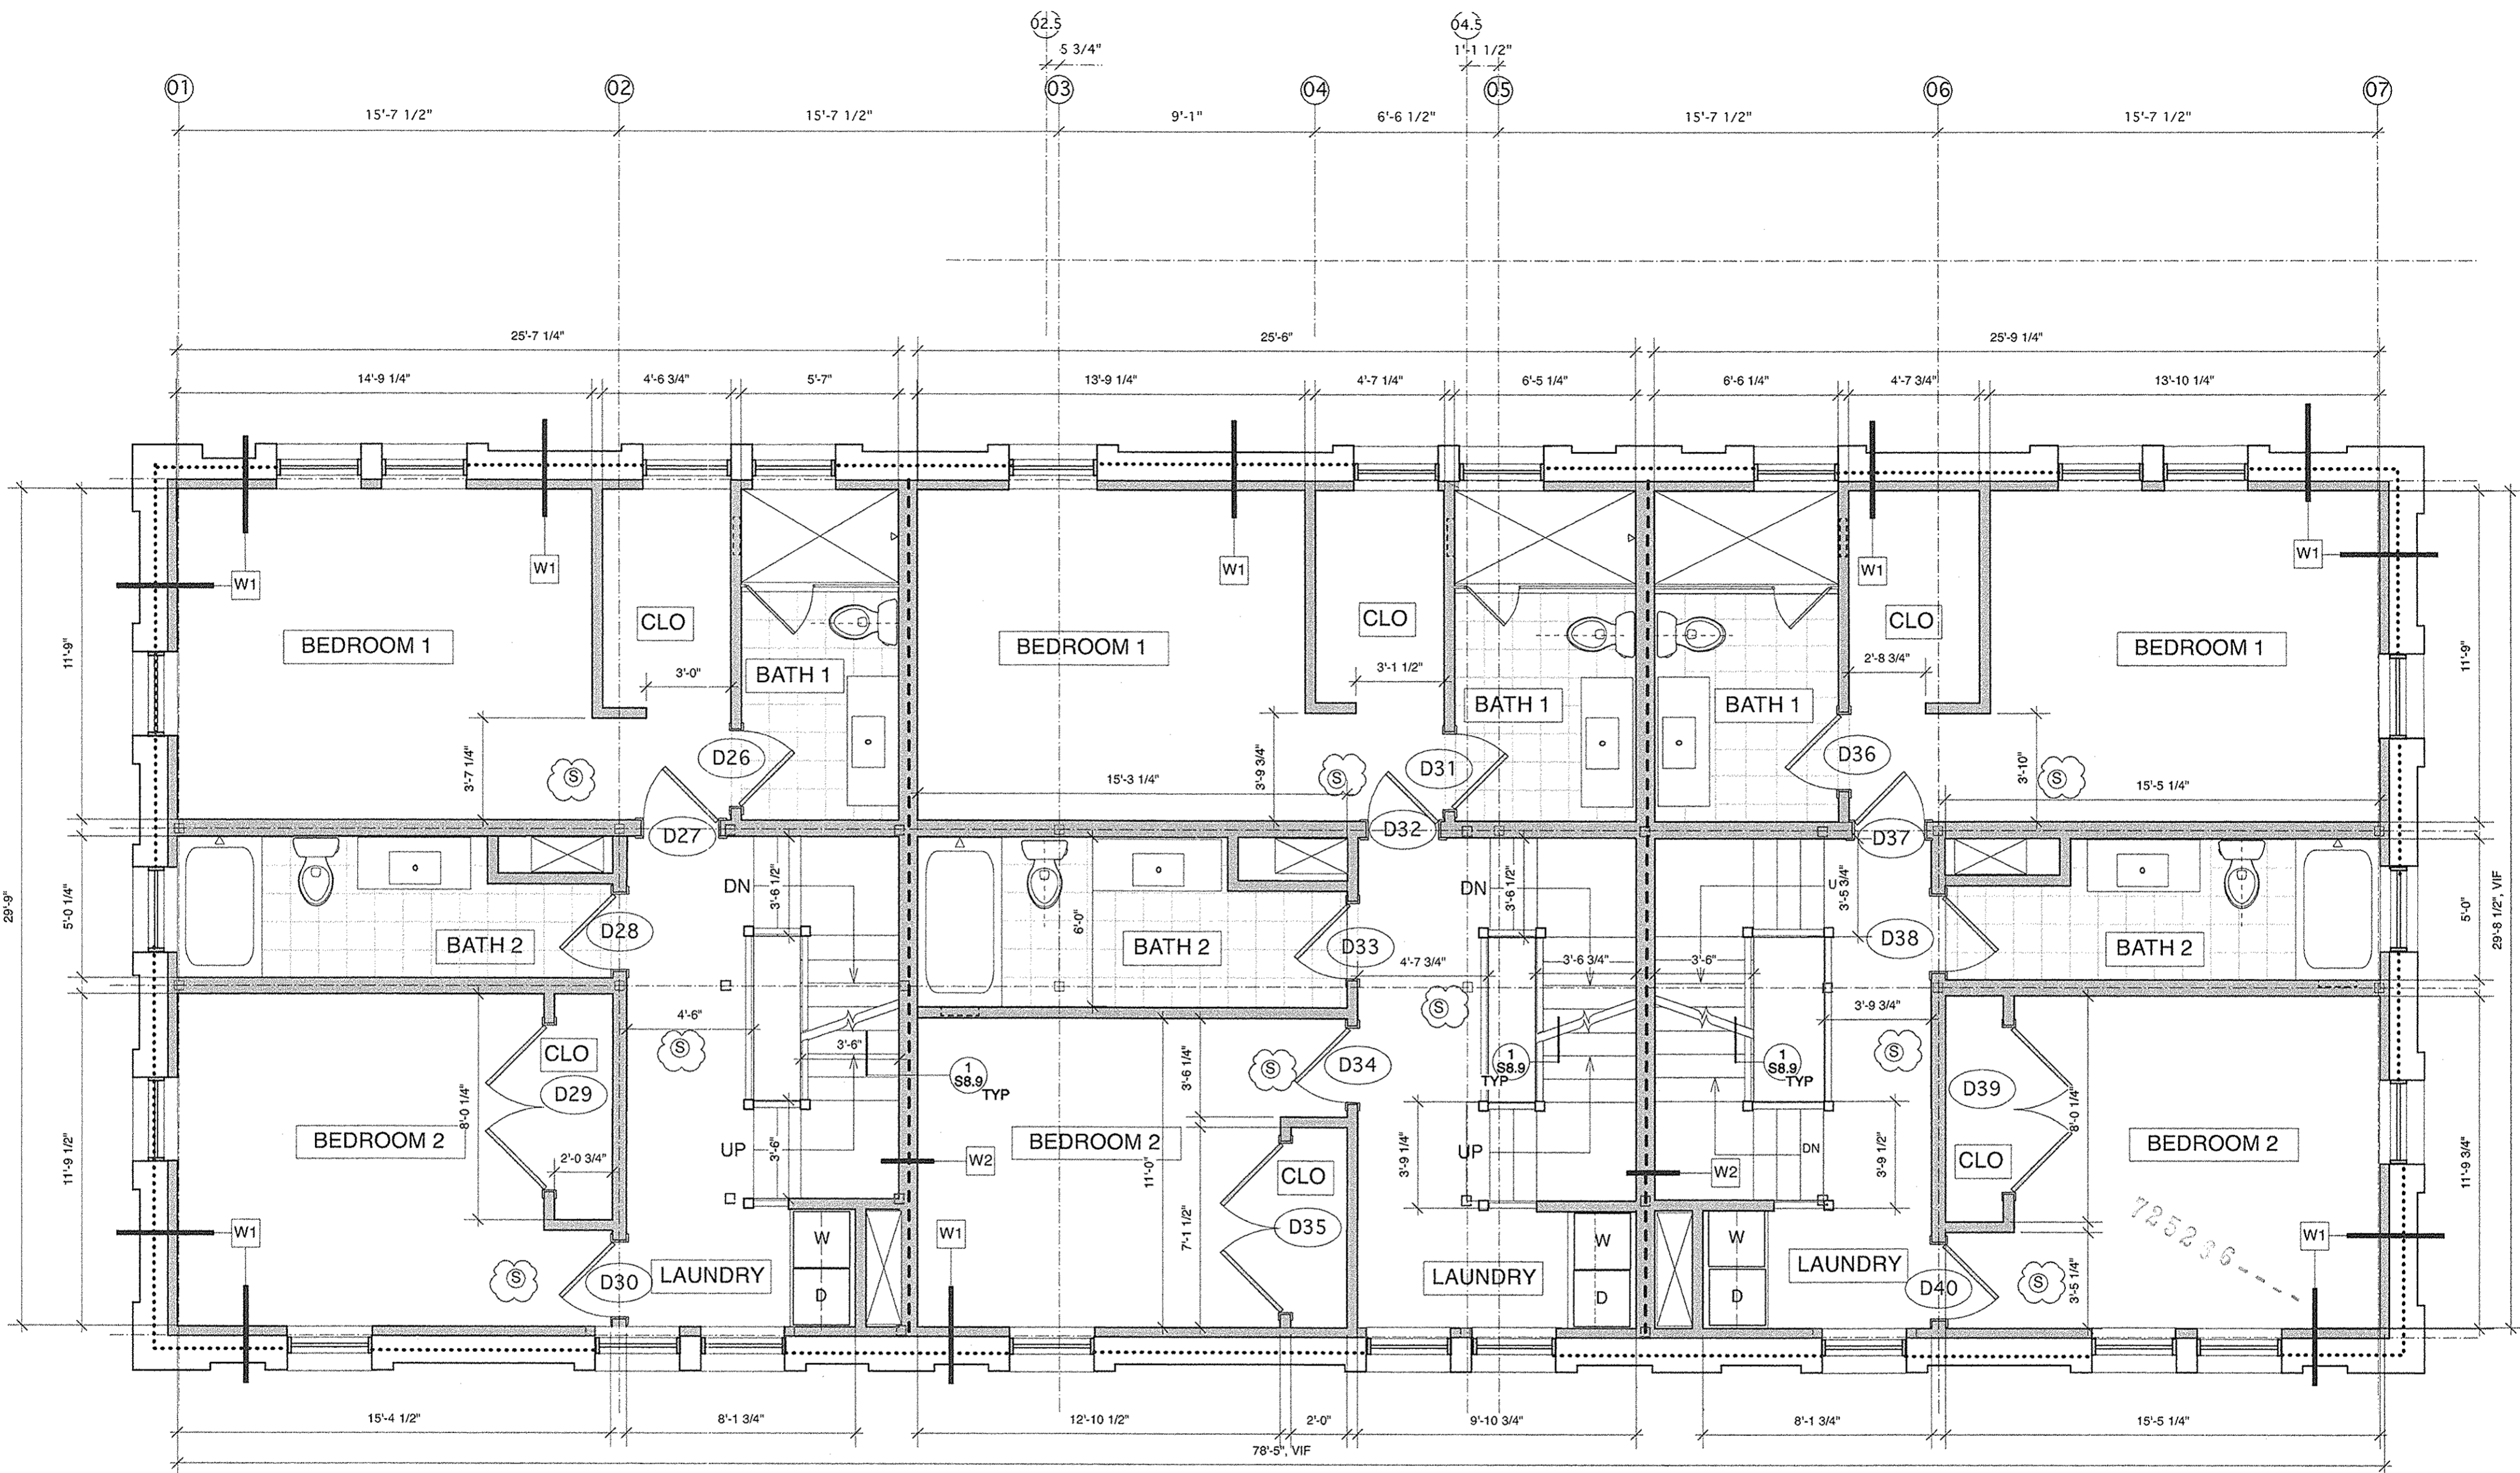 02.5 04.5
5 3/4" 1'-1 1/2"
01 02 03 04 05 06 07
15'-7 1/2" 15'-7 1/2" 9'-1" 6'-6 1/2" 15'-7 1/2" 15'-7 1/2"
25'-7 1/4" 25'-6" 25'-9 1/4"
14'-9 1/4" 4'-6 3/4" 5'-7" 13'-9 1/4" 4'-7 1/4" 6'-5 1/4" 6'-6 1/4" 4'-7 3/4" 13'-10 1/4"
W1 W1 W1 W1 W1
CLO CLO CLO
BEDROOM 1 BEDROOM 1 BEDROOM 1
11'-9" 3'-0" BATH 1 3'-1 1/2" BATH 1 BATH 1 2'-8 3/4" 11'-9"
3'-7 1/4" S D26 3'-9 3/4" S D31 D36 3'-10" S
15'-3 1/4" 15'-5 1/4"
D27 D32 D37
DN 3'-6 1/2" DN 3'-6 1/2" U 3'-5 3/4"
29'-9" 5'-0 1/4" BATH 2 D28 6'-0" BATH 2 D33 D38 BATH 2 5'-0" 29'-8 1/2", VIF
4'-7 3/4" 3'-6 3/4" 3'-6"
4'-6" S S 3'-9 3/4" S
CLO 3'-6" 1 S8.9 TYP 3'-6 1/4" S D34 1 S8.9 TYP 1 S8.9 TYP
D29 D39
8'-0 1/4" 8'-0 1/4"
BEDROOM 2 UP 3'-6" BEDROOM 2 UP 3'-9 1/4" DN 3'-9 1/2" BEDROOM 2
11'-9 1/2" 2'-0 3/4" W2 11'-0" CLO W2 CLO 11'-9 3/4"
W1 W1 7'-1 1/2" D35 725236---- W1
S D30 LAUNDRY W D LAUNDRY W D W D LAUNDRY D40 S 3'-5 1/4"
15'-4 1/2" 8'-1 3/4" 12'-10 1/2" 2'-0" 9'-10 3/4" 8'-1 3/4" 15'-5 1/4"
78'-5", VIF